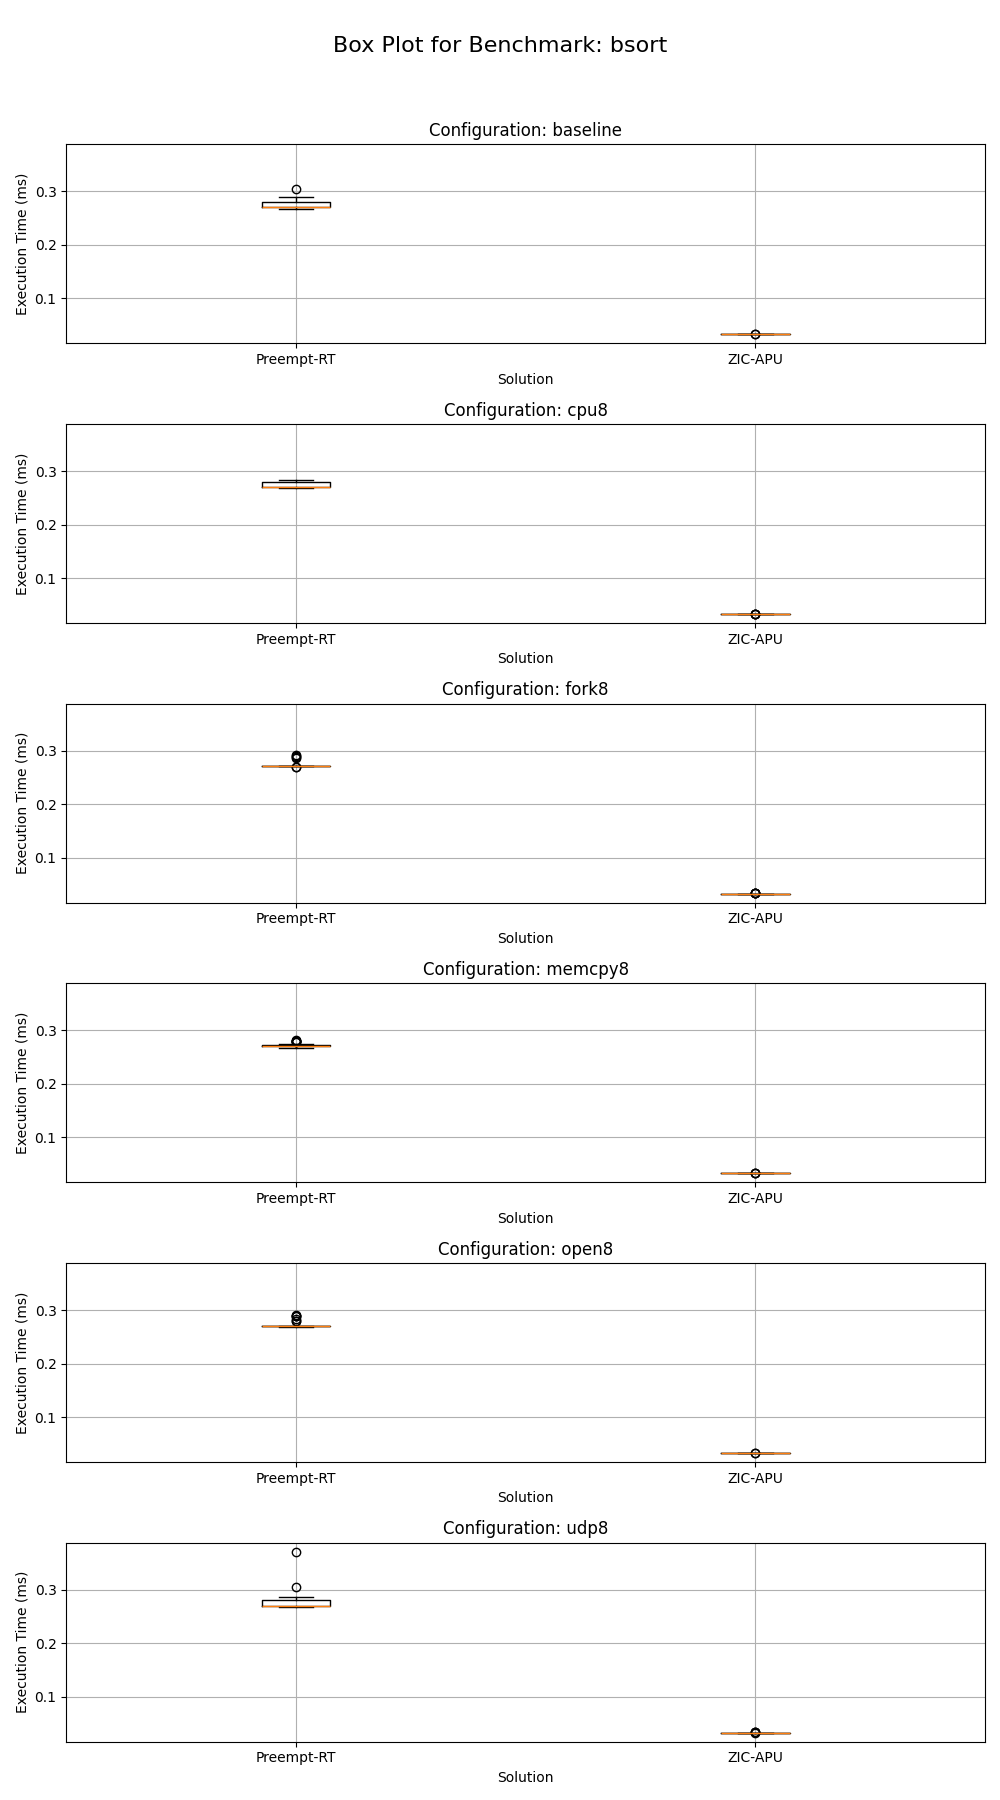 Box Plot for Benchmark: bsort
Configuration: baseline
Execution Time (ms)
0.3
0.2
0.1
Preempt-RT
ZIC-APU
Solution
Configuration: cpu8
Execution Time (ms)
0.3
0.2
0.1
Preempt-RT
ZIC-APU
Solution
Configuration: fork8
Execution Time (ms)
0.3
0.2
0.1
Preempt-RT
ZIC-APU
Solution
Configuration: memcpy8
Execution Time (ms)
0.3
0.2
0.1
Preempt-RT
ZIC-APU
Solution
Configuration: open8
Execution Time (ms)
0.3
0.2
0.1
Preempt-RT
ZIC-APU
Solution
Configuration: udp8
Execution Time (ms)
0.3
0.2
0.1
Preempt-RT
ZIC-APU
Solution